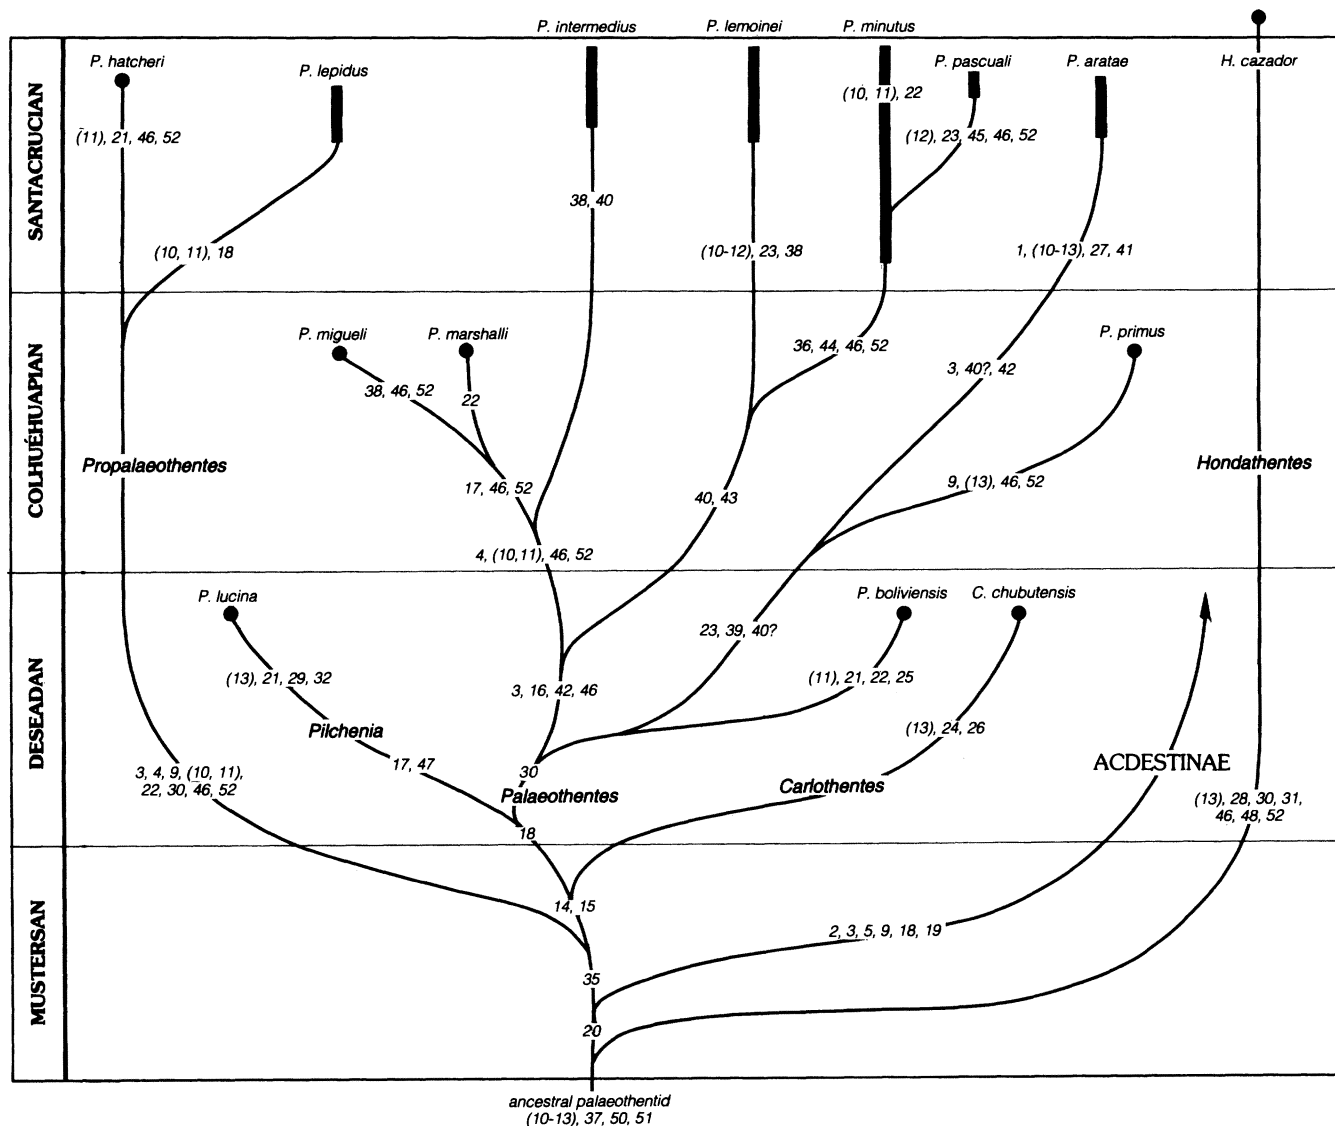 P. intermedius
P. lemoinei
P. minutus
P. hatcheri
P. lepidus
P. pascuali
P. aratae
H. cazador
SANTACRUCIAN
(11), 21, 46, 52
(10, 11), 22
(12), 23, 45, 46, 52
38, 40
(10, 11), 18
(10-12), 23, 38
1, (10-13), 27, 41
COLHUÉHUAPIAN
P. migueli
P. marshalli
P. primus
36, 44, 46, 52
3, 40?, 42
38, 46, 52
22
Propalaeothentes
Hondathentes
17, 46, 52
9, (13), 46, 52
40, 43
4, (10,11), 46, 52
DESEADAN
P. lucina
P. boliviensis
C. chubutensis
23, 39, 40?
(13), 21, 29, 32
(11), 21, 22, 25
3, 16, 42, 46
Pilchenia
(13), 24, 26
17, 47
ACDESTINAE
3, 4, 9, (10, 11),
22, 30, 46, 52
30
Palaeothentes
Carlothentes
(13), 28, 30, 31,
46, 48, 52
18
MUSTERSAN
14, 15
2, 3, 5, 9, 18, 19
35
20
ancestral palaeothentid
(10-13), 37, 50, 51